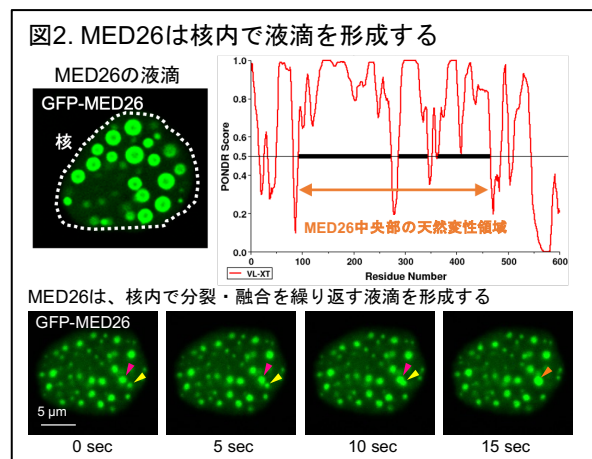 図2. MED26は核内で液滴を形成する
MED26の液滴
GFP-MED26
核
PONDR Score
1.0
0.8
0.6
0.5
0.4
0.2
0.0
MED26中央部の天然変性領域
0 100 200 300 400 500 600
VL-XT
Residue Number
MED26は、核内で分裂・融合を繰り返す液滴を形成する
GFP-MED26
5 µm
0 sec 5 sec 10 sec 15 sec